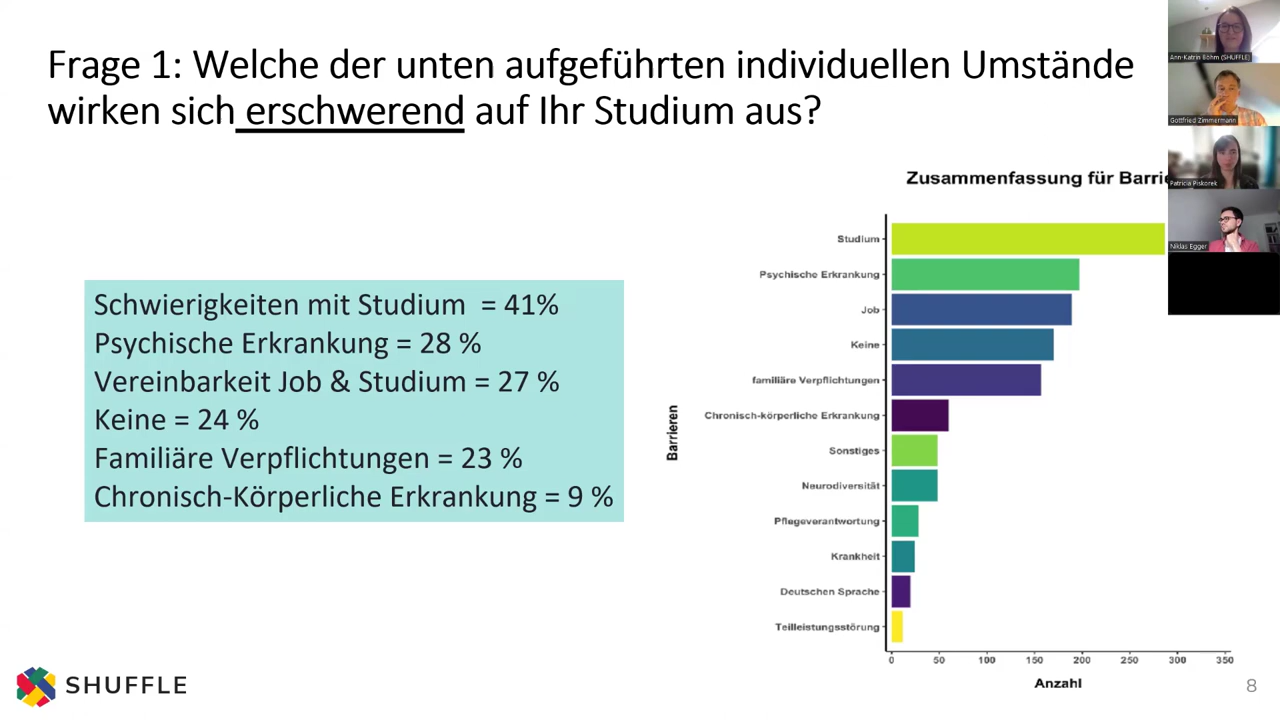 Frage 1: Welche der unten aufgeführten individuellen Umstände
wirken sich erschwerend auf Ihr Studium aus?
Ann-Katrin Böhm (SHUFFLE)
Gottfried Zimmermann
Patricia Piskorek
Niklas Egger
Schwierigkeiten mit Studium = 41%
Psychische Erkrankung = 28 %
Vereinbarkeit Job & Studium = 27 %
Keine = 24 %
Familiäre Verpflichtungen = 23 %
Chronisch-Körperliche Erkrankung = 9 %
Zusammenfassung für Barrie
Barrieren
Studium
Psychische Erkrankung
Job
Keine
familiäre Verpflichtungen
Chronisch-körperliche Erkrankung
Sonstiges
Neurodiversität
Pflegeverantwortung
Krankheit
Deutschen Sprache
Teilleistungsstörung
0 50 100 150 200 250 300 350
Anzahl
SHUFFLE
8